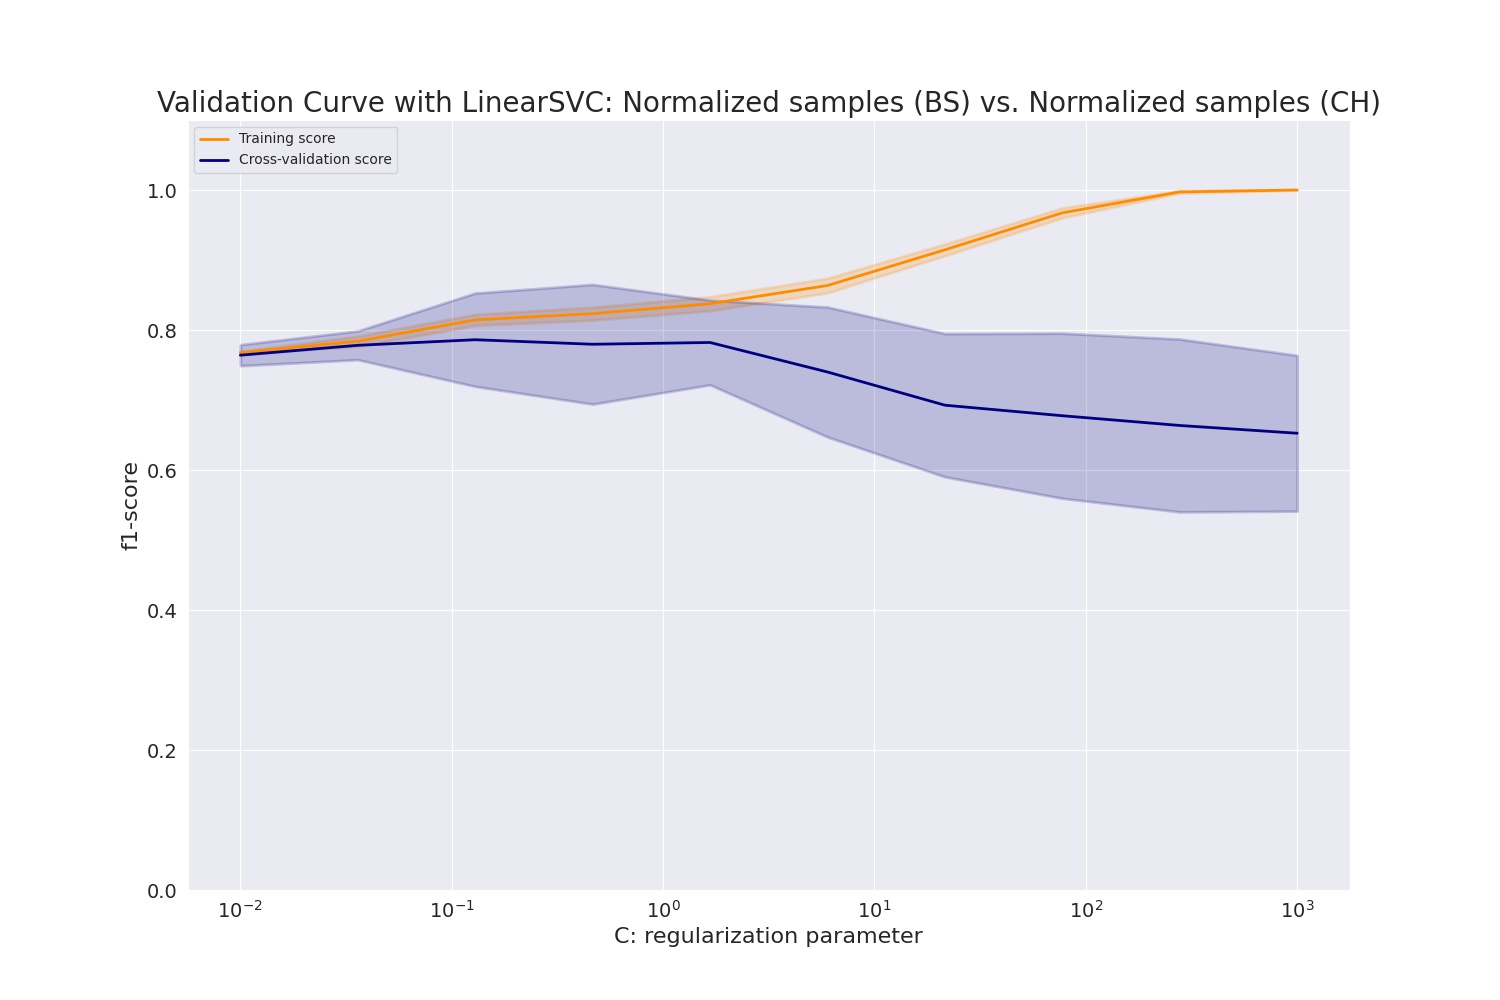 Validation Curve with LinearSVC: Normalized samples (BS) vs. Normalized samples (CH)
Training score
Cross-validation score
1.0
0.8
0.6
0.4
0.2
0.0
f1-score
10⁻² 10⁻¹ 10⁰ 10¹ 10² 10³
C: regularization parameter